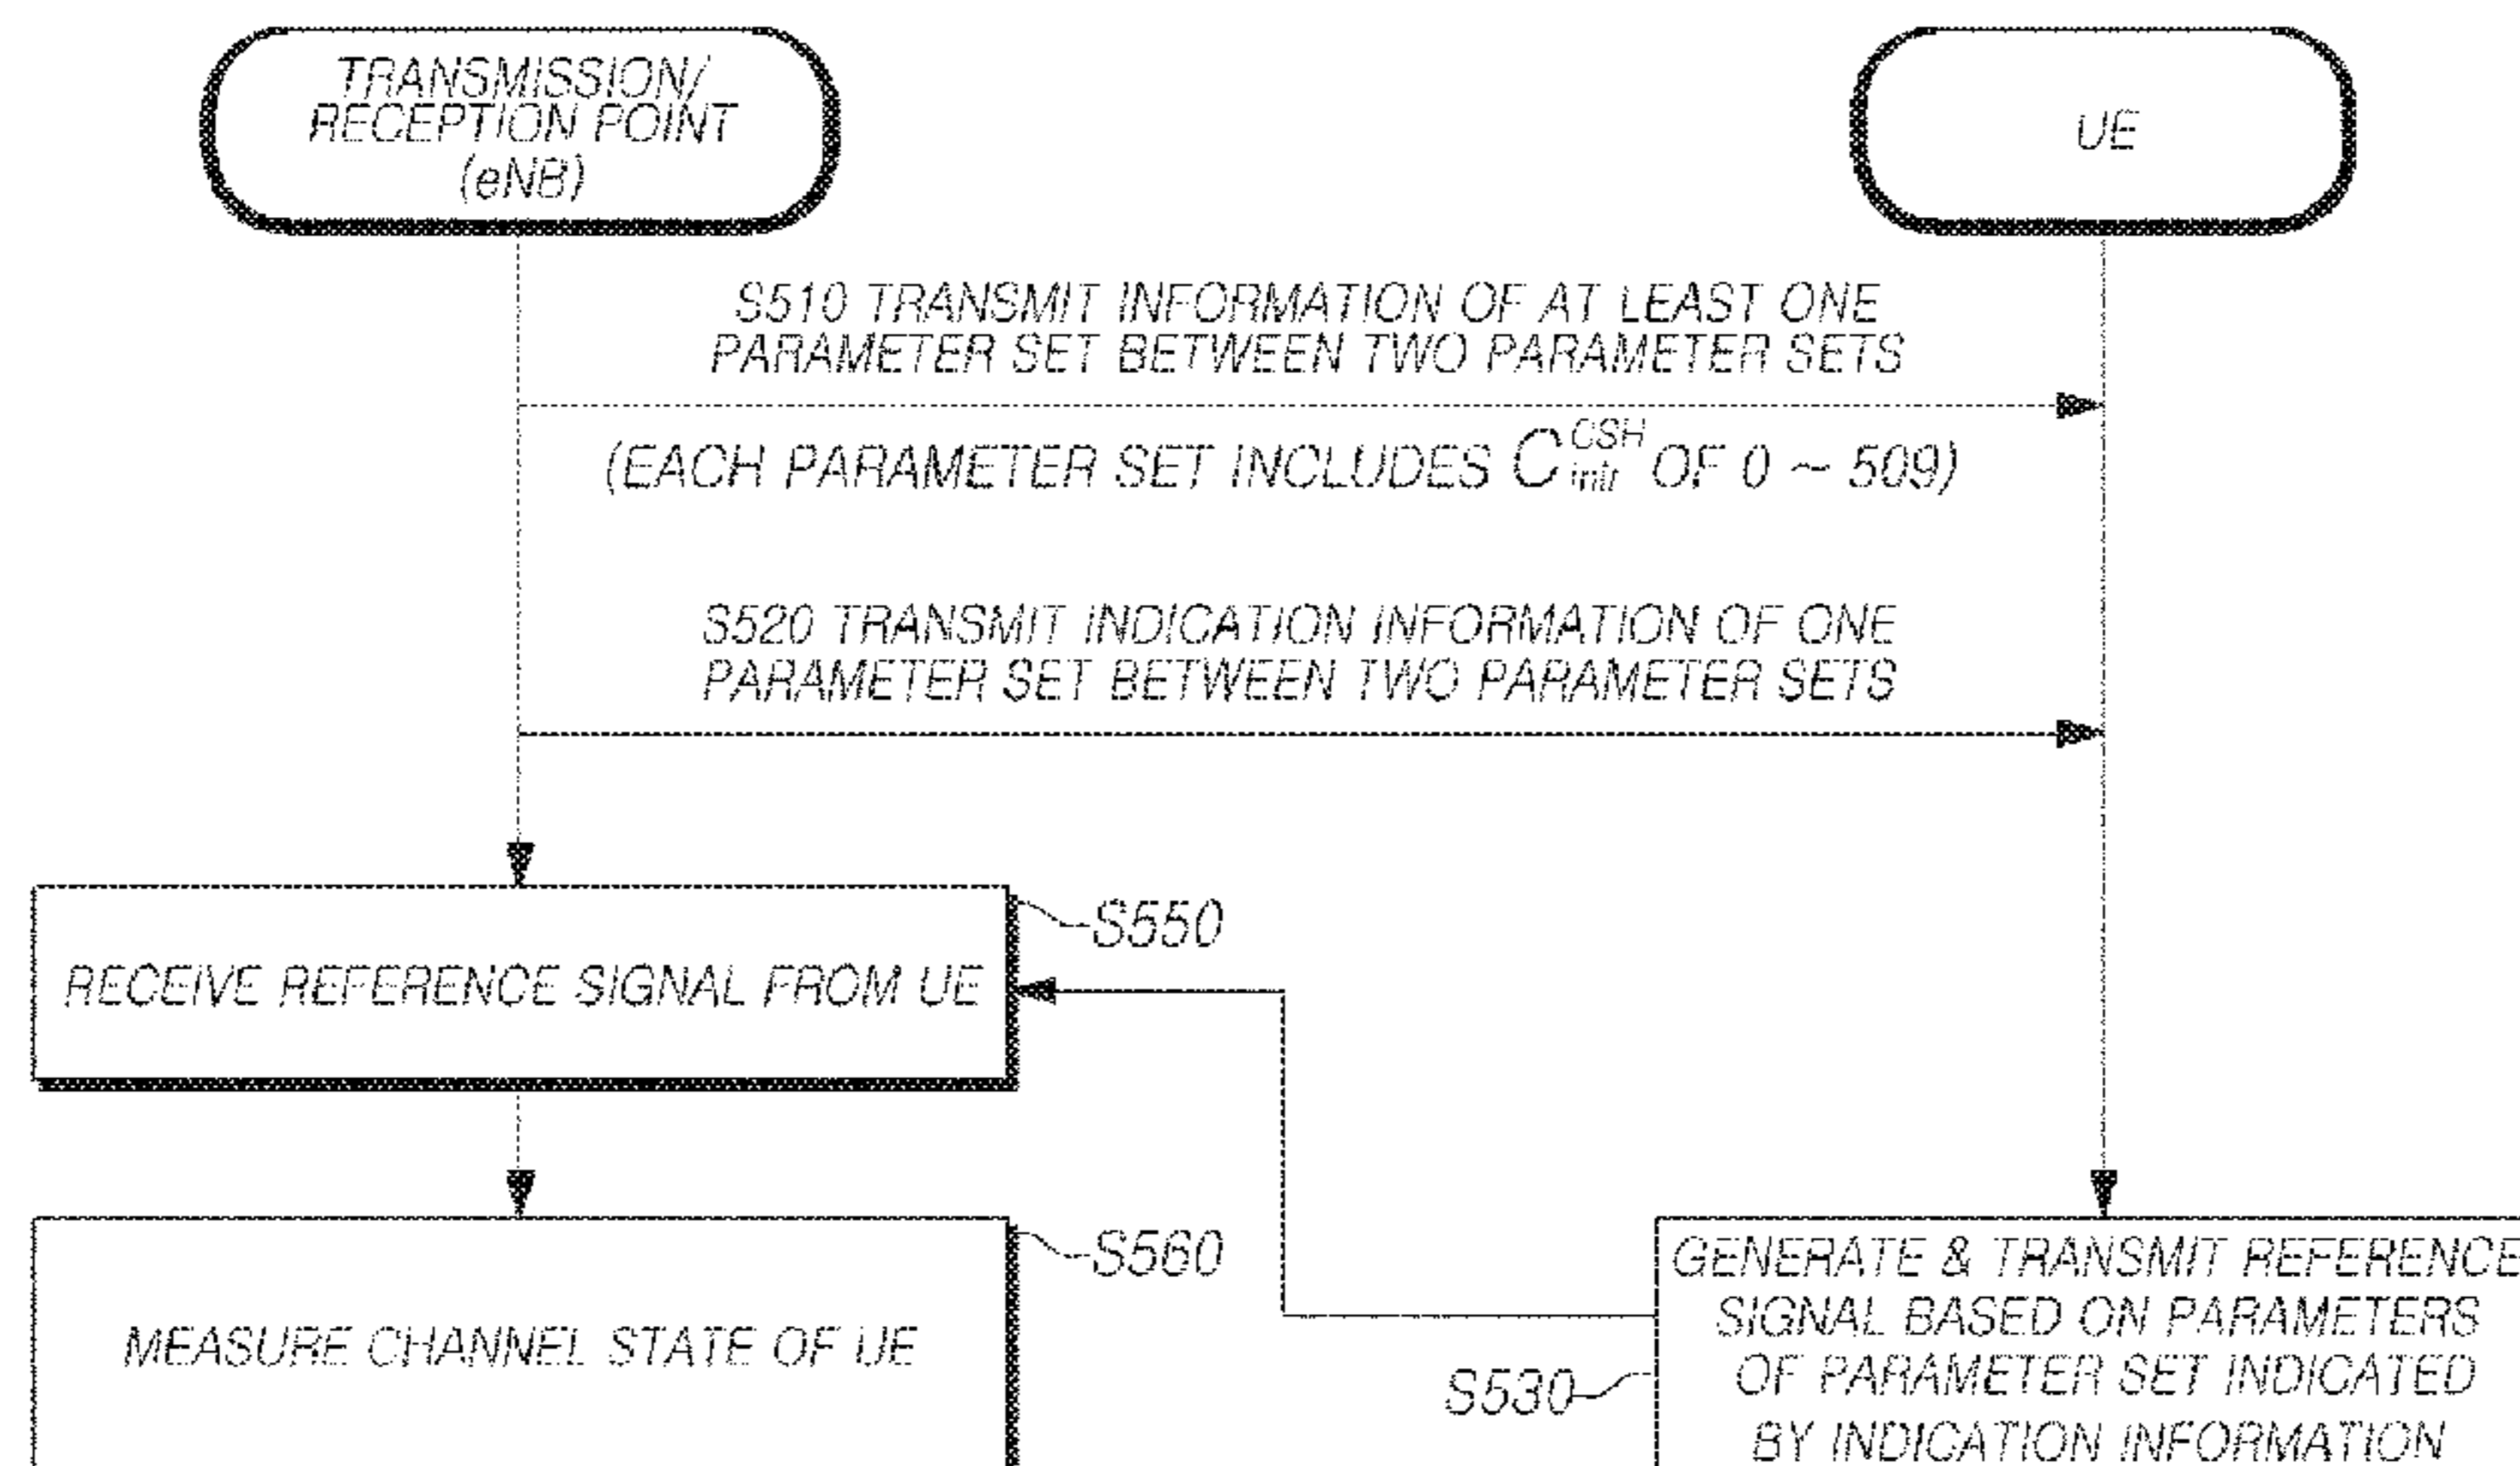 TRANSMISSION/
RECEPTION POINT
(eNB)
UE
S510 TRANSMIT INFORMATION OF AT LEAST ONE
PARAMETER SET BETWEEN TWO PARAMETER SETS
(EACH PARAMETER SET INCLUDES C_init^CSH OF 0 ~ 509)
S520 TRANSMIT INDICATION INFORMATION OF ONE
PARAMETER SET BETWEEN TWO PARAMETER SETS
S550
RECEIVE REFERENCE SIGNAL FROM UE
S560
MEASURE CHANNEL STATE OF UE
GENERATE & TRANSMIT REFERENCE
SIGNAL BASED ON PARAMETERS
OF PARAMETER SET INDICATED
BY INDICATION INFORMATION
S530